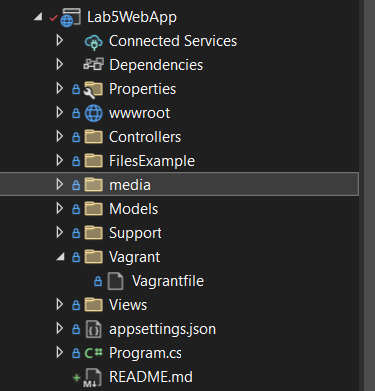 Lab5WebApp
Connected Services
Dependencies
Properties
wwwroot
Controllers
FilesExample
media
Models
Support
Vagrant
Vagrantfile
Views
appsettings.json
C# Program.cs
M↓ README.md